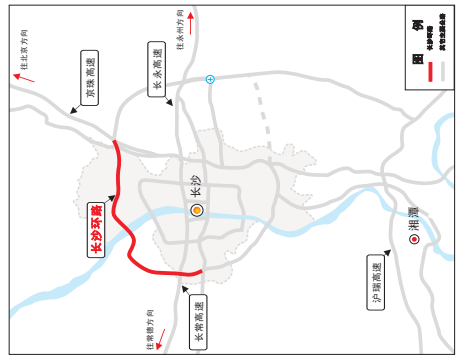 往北京方向
京珠高速
长永高速
往永州方向
长沙环路
长沙
往常德方向
长常高速
沪瑞高速
湘潭
图 例
长沙环路